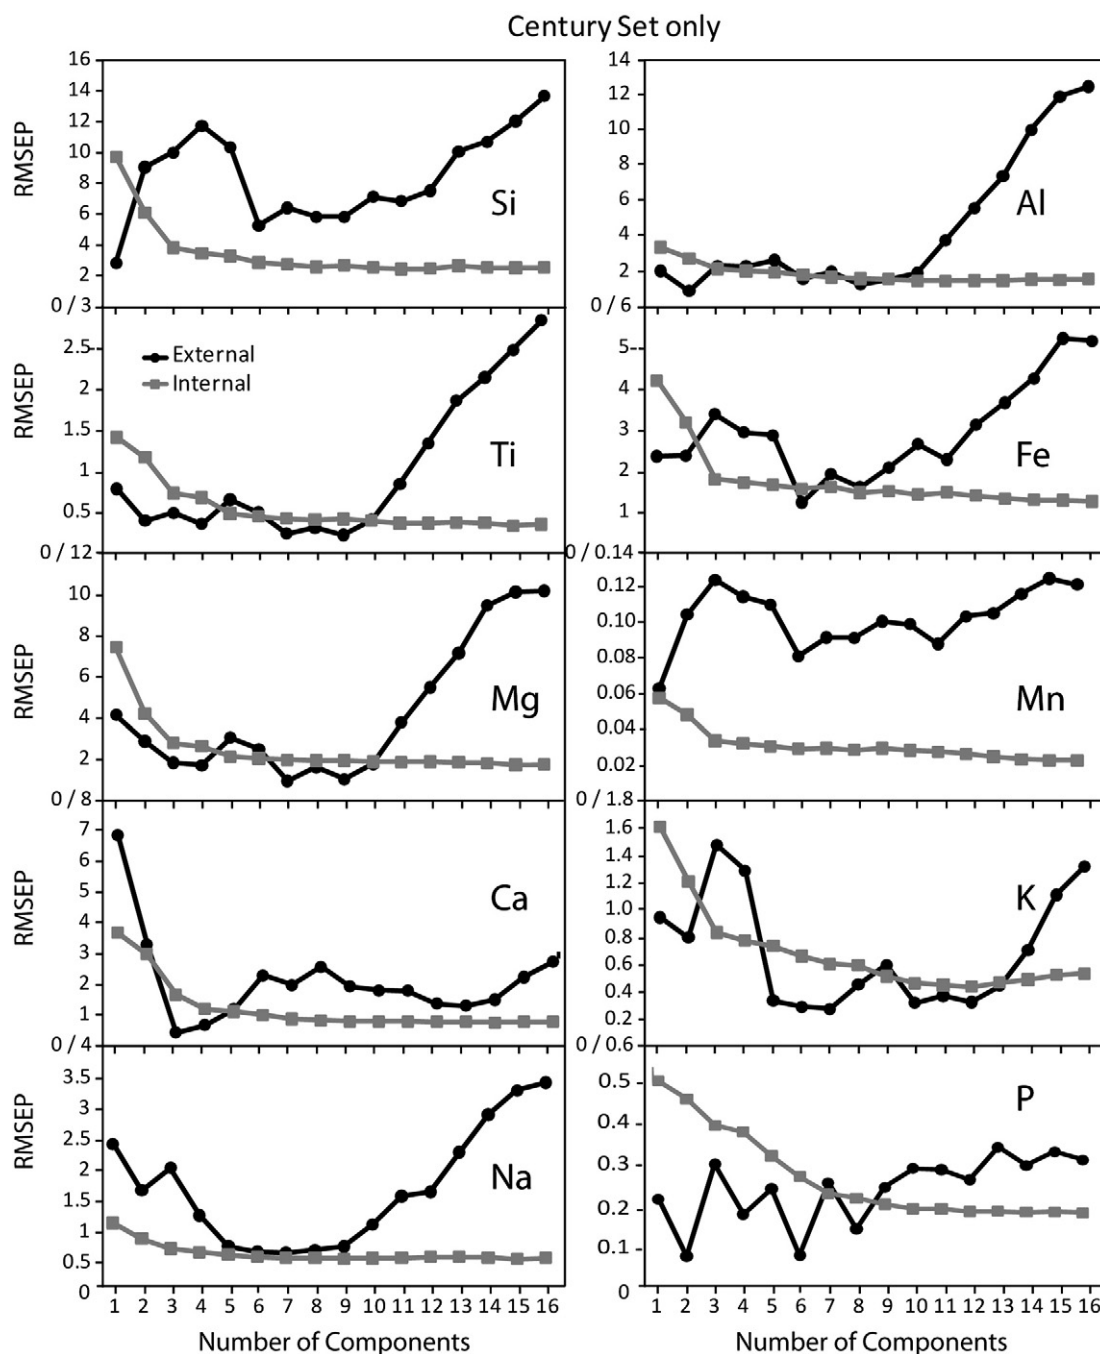 Century Set only
16
14
12
10
8
6
4
2
0 / 3
RMSEP
Si
14
12
10
8
6
4
2
0 / 6
Al
2.5
2
1.5
1
0.5
0 / 12
RMSEP
External
Internal
Ti
5
4
3
2
1
0 / 0.14
Fe
10
8
6
4
2
0 / 8
RMSEP
Mg
0.12
0.10
0.08
0.06
0.04
0.02
0 / 1.8
Mn
7
6
5
4
3
2
1
0 / 4
Ca
1.6
1.4
1.2
1.0
0.8
0.6
0.4
0.2
0 / 0.6
K
3.5
3
2.5
2
1.5
1
0.5
0
RMSEP
Na
0.5
0.4
0.3
0.2
0.1
0
P
1 2 3 4 5 6 7 8 9 10 11 12 13 14 15 16
1 2 3 4 5 6 7 8 9 10 11 12 13 14 15 16
Number of Components
Number of Components